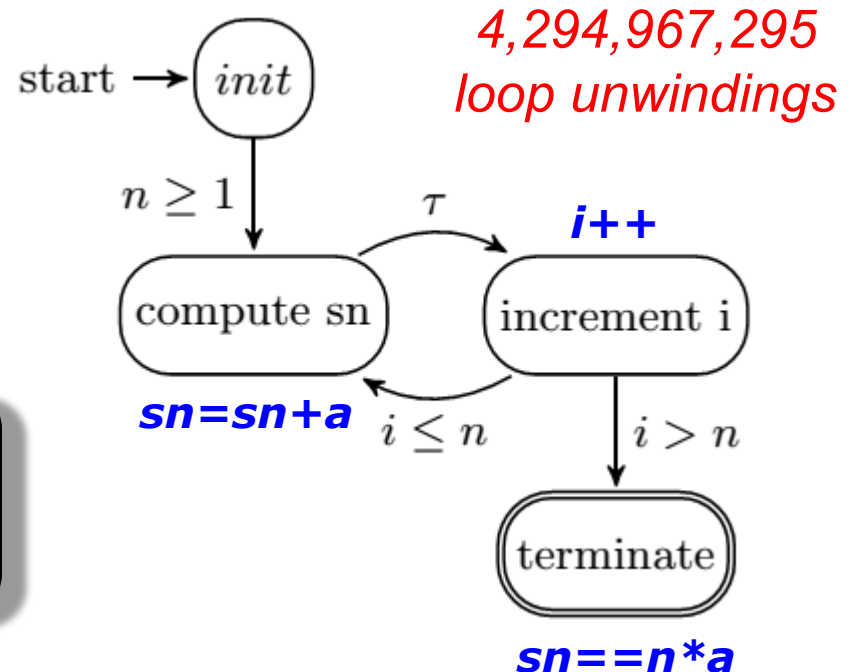 4,294,967,295
loop unwindings
start
init
n ≥ 1
τ
i++
compute sn
increment i
sn=sn+a
i ≤ n
i > n
terminate
sn==n*a